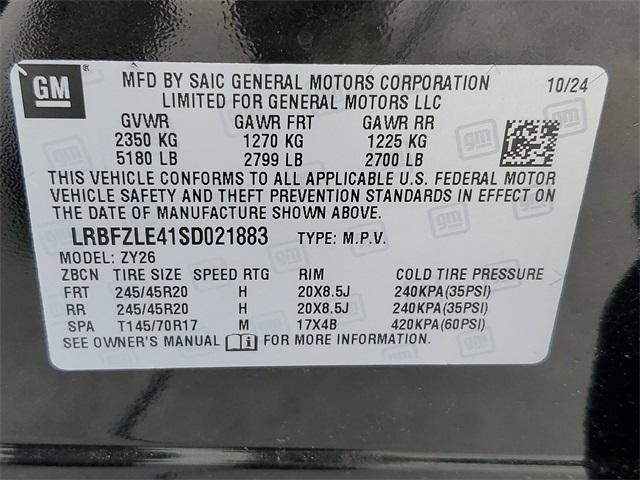 GM ®
MFD BY SAIC GENERAL MOTORS CORPORATION 10/24
LIMITED FOR GENERAL MOTORS LLC
GVWR GAWR FRT GAWR RR
2350 KG 1270 KG 1225 KG
5180 LB 2799 LB 2700 LB
THIS VEHICLE CONFORMS TO ALL APPLICABLE U.S. FEDERAL MOTOR
VEHICLE SAFETY AND THEFT PREVENTION STANDARDS IN EFFECT ON
THE DATE OF MANUFACTURE SHOWN ABOVE.
LRBFZLE41SD021883 TYPE: M.P.V.
MODEL: ZY26
ZBCN TIRE SIZE SPEED RTG RIM COLD TIRE PRESSURE
FRT 245/45R20 H 20X8.5J 240KPA(35PSI)
RR 245/45R20 H 20X8.5J 240KPA(35PSI)
SPA T145/70R17 M 17X4B 420KPA(60PSI)
SEE OWNER'S MANUAL i FOR MORE INFORMATION.